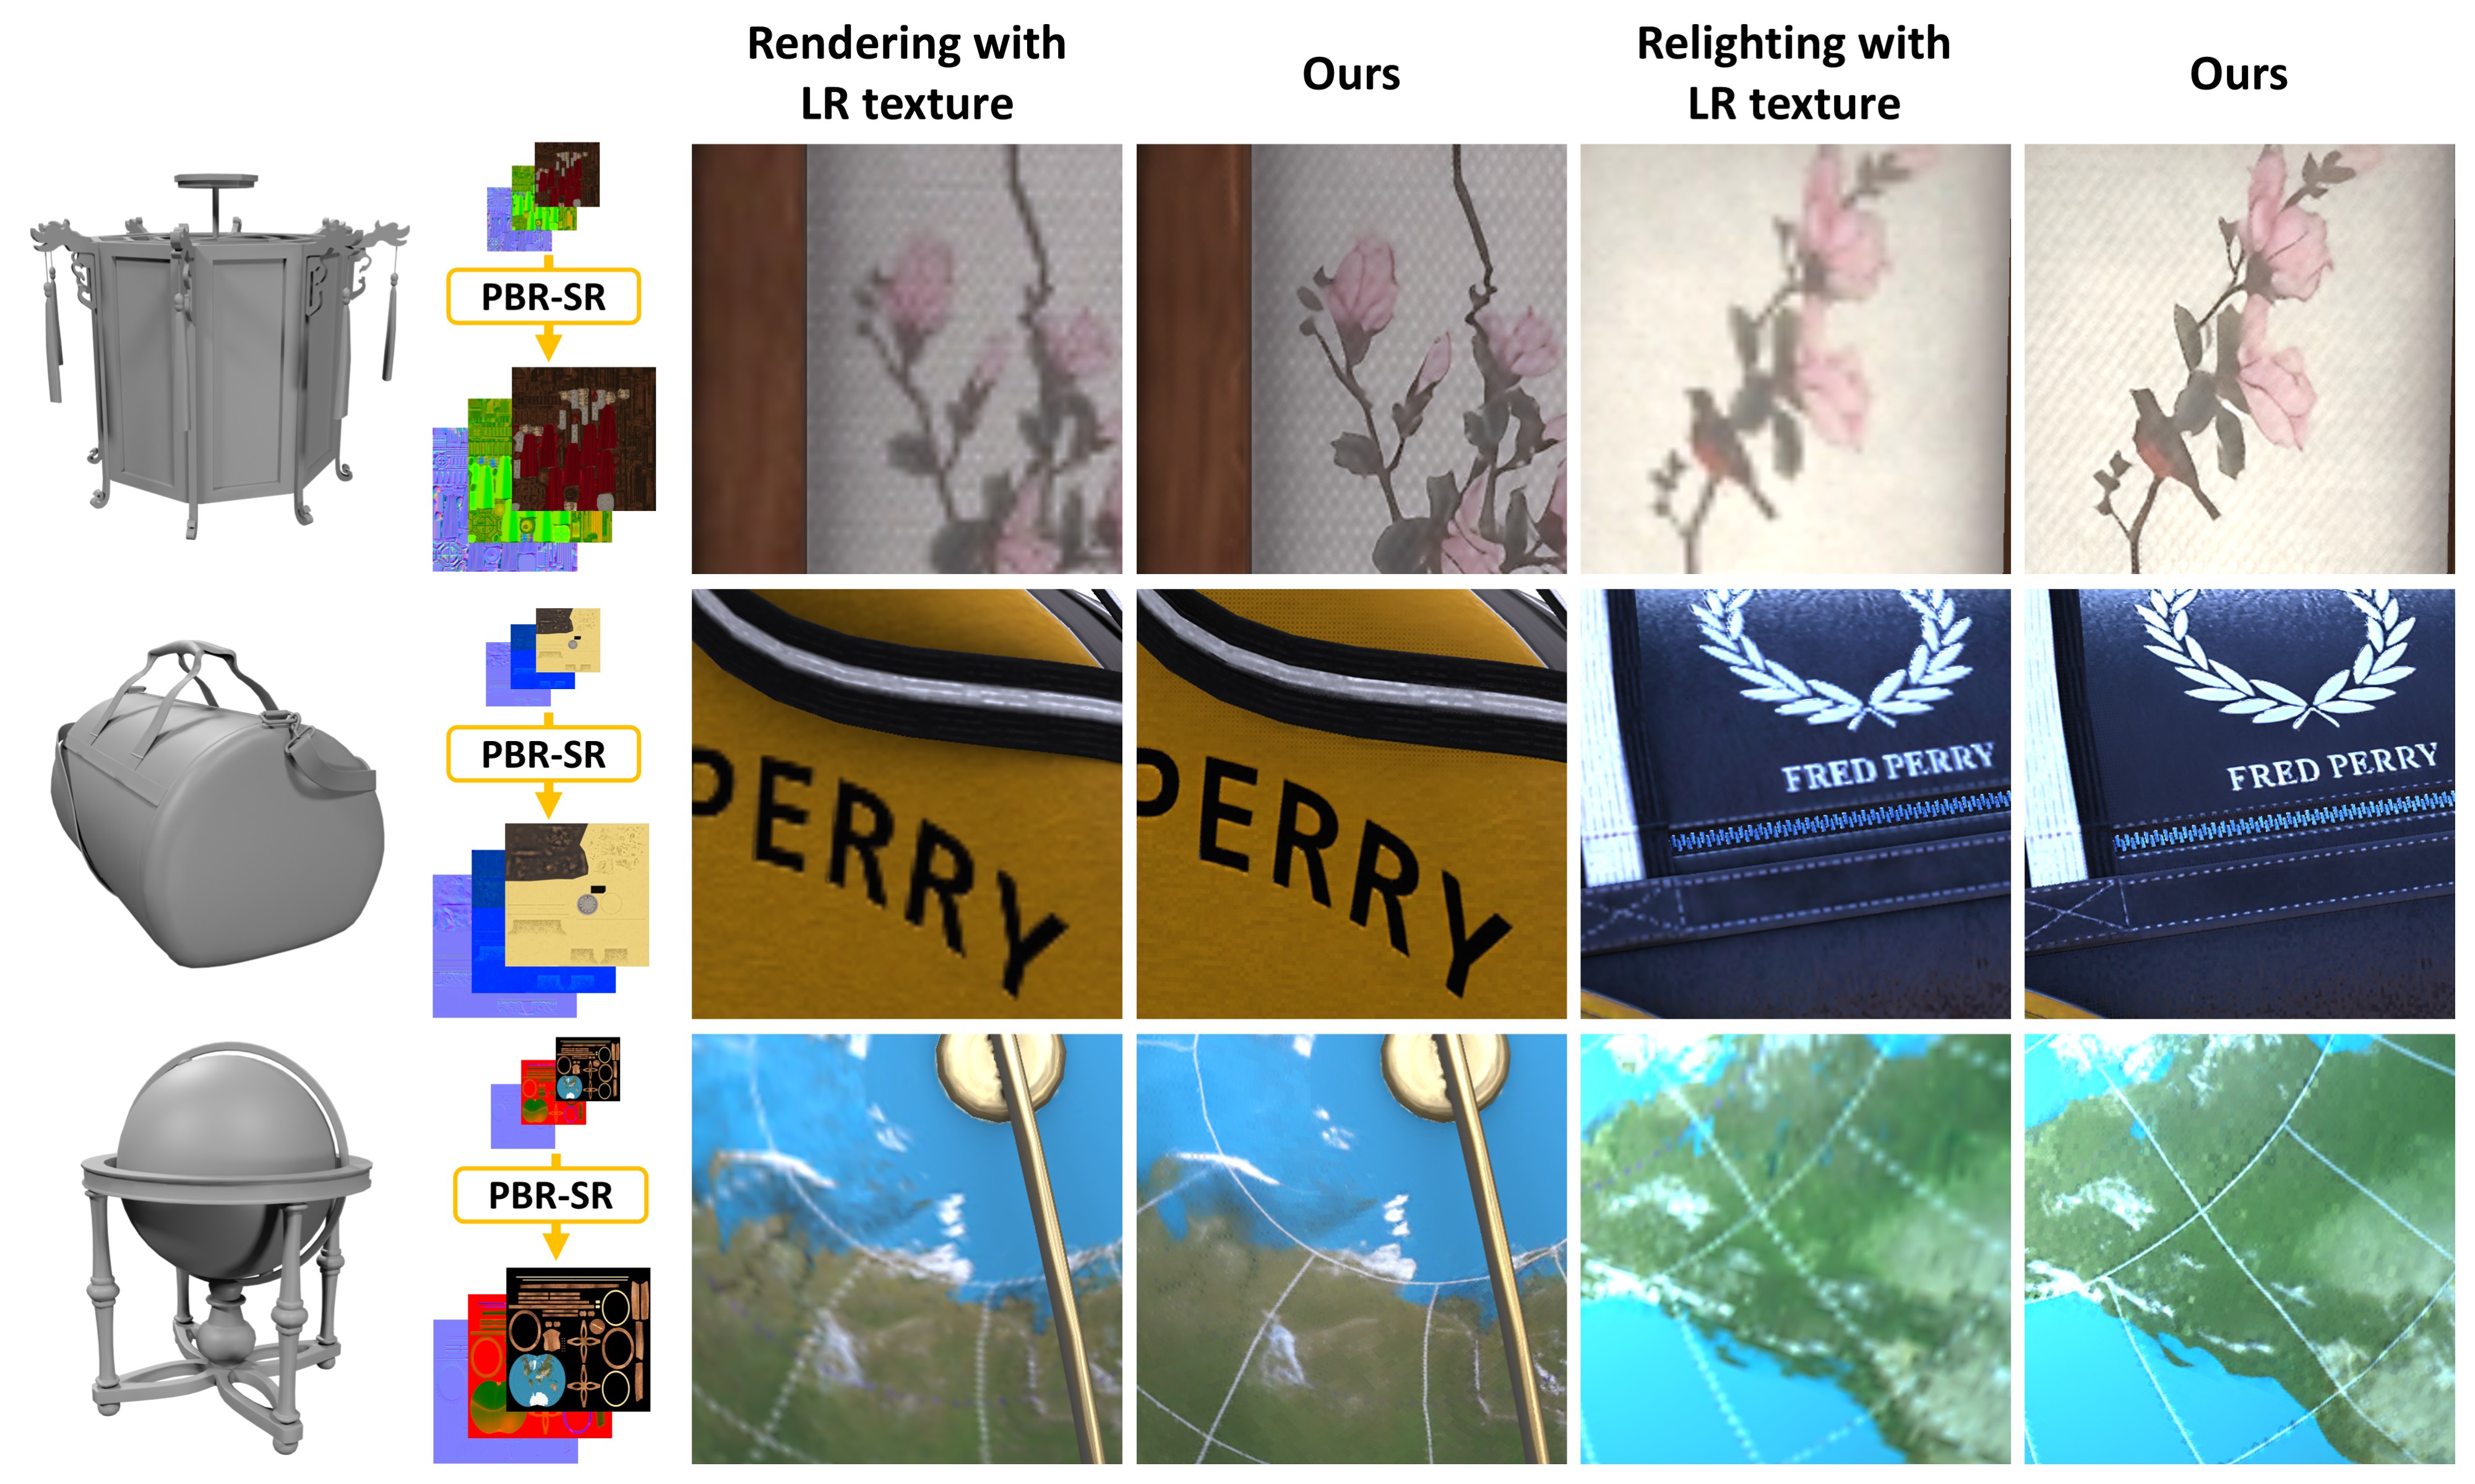 Rendering with
LR texture
Ours
Relighting with
LR texture
Ours
PBR-SR
PBR-SR
PERRY
PERRY
FRED PERRY
FRED PERRY
PBR-SR